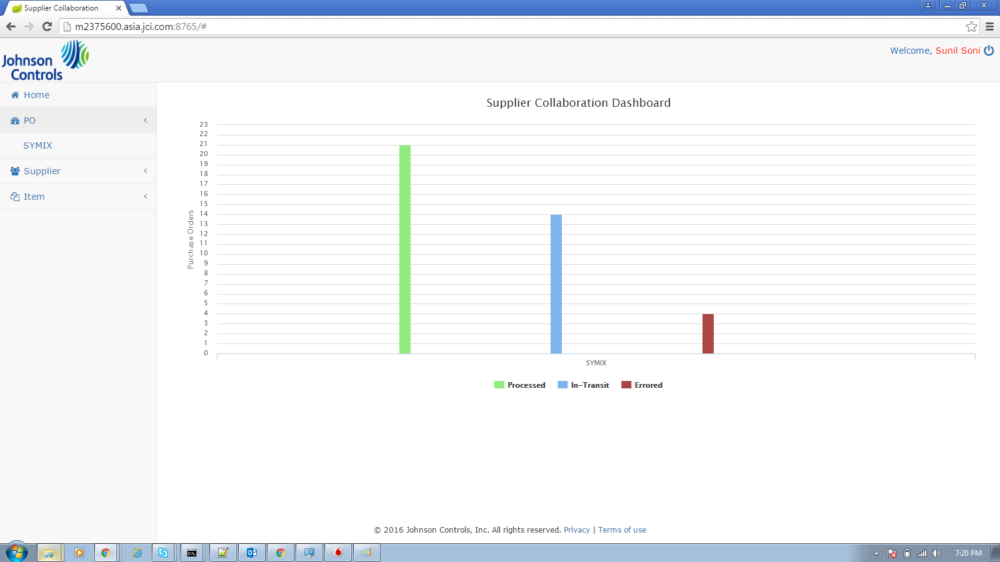 Supplier Collaboration
m2375600.asia.jci.com:8765/#
Johnson
Controls
Welcome, Sunil Soni
Home
PO
SYMIX
Supplier
Item
Supplier Collaboration Dashboard
Purchase Orders
23
22
21
20
19
18
17
16
15
14
13
12
11
10
9
8
7
6
5
4
3
2
1
0
SYMIX
Processed In-Transit Errored
© 2016 Johnson Controls, Inc. All rights reserved. Privacy | Terms of use
7:20 PM